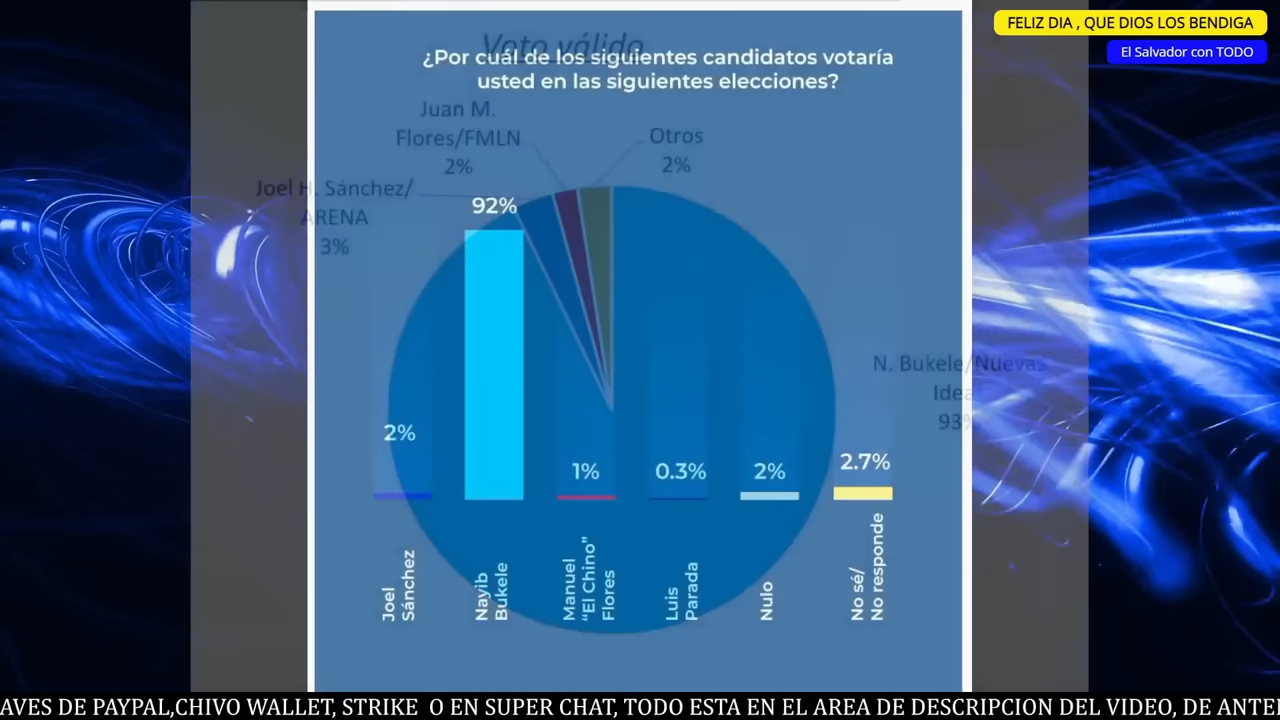 FELIZ DIA , QUE DIOS LOS BENDIGA
El Salvador con TODO
Voto válido
¿Por cuál de los siguientes candidatos votaría
usted en las siguientes elecciones?
Juan M.
Flores/FMLN
2%
Otros
2%
Joel H. Sánchez/
ARENA
3%
N. Bukele/Nuevas
Ideas
93%
2%
92%
1%
0.3%
2%
2.7%
Joel
Sánchez
Nayib
Bukele
Manuel
“El Chino”
Flores
Luis
Parada
Nulo
No sé/
No responde
AVES DE PAYPAL,CHIVO WALLET, STRIKE O EN SUPER CHAT, TODO ESTA EN EL AREA DE DESCRIPCION DEL VIDEO, DE ANTE